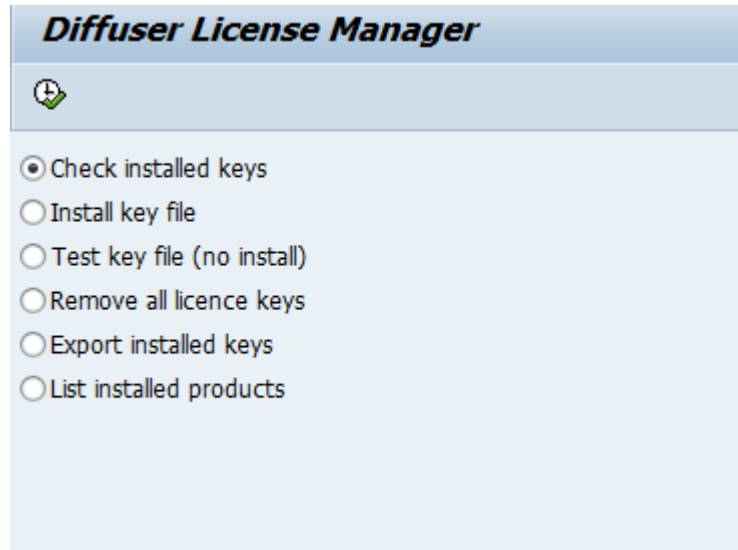 Diffuser License Manager
Check installed keys
Install key file
Test key file (no install)
Remove all licence keys
Export installed keys
List installed products